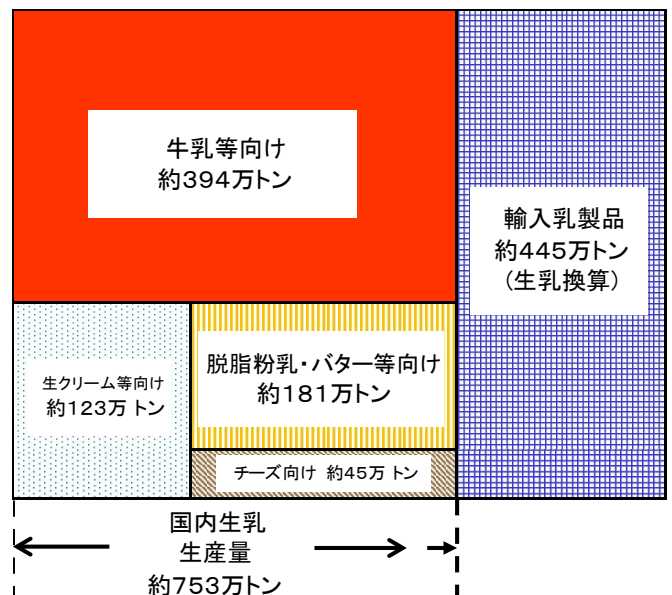 牛乳等向け
約394万トン
輸入乳製品
約445万トン
(生乳換算)
生クリーム等向け
約123万 トン
脱脂粉乳・バター等向け
約181万トン
チーズ向け 約45万 トン
国内生乳
生産量
約753万トン